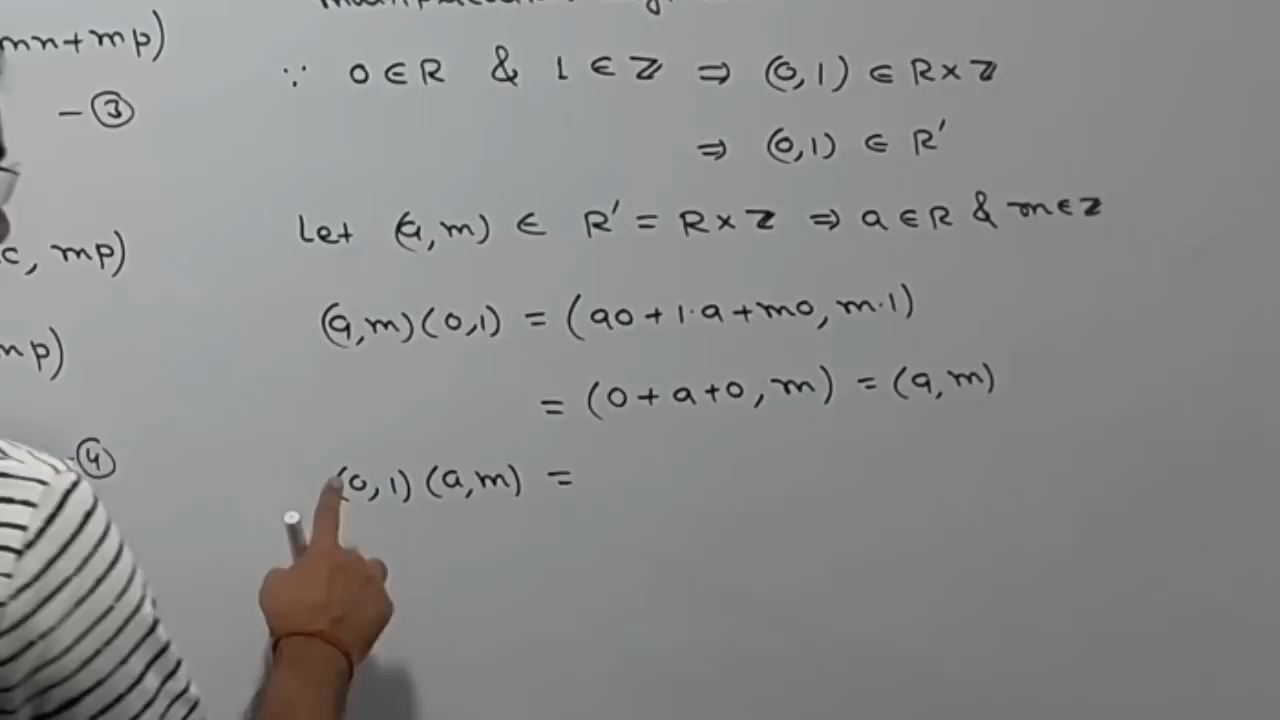 mn+mp)
- ③
c, mp)
mp)
④
∵ 0 ∈ R & 1 ∈ Z ⇒ (0,1) ∈ R×Z
⇒ (0,1) ∈ R'
Let (a,m) ∈ R' = R×Z ⇒ a ∈ R & m ∈ Z
(a,m)(0,1) = (a0+1·a+m0, m·1)
= (0+a+0, m) = (a,m)
(0,1)(a,m) =